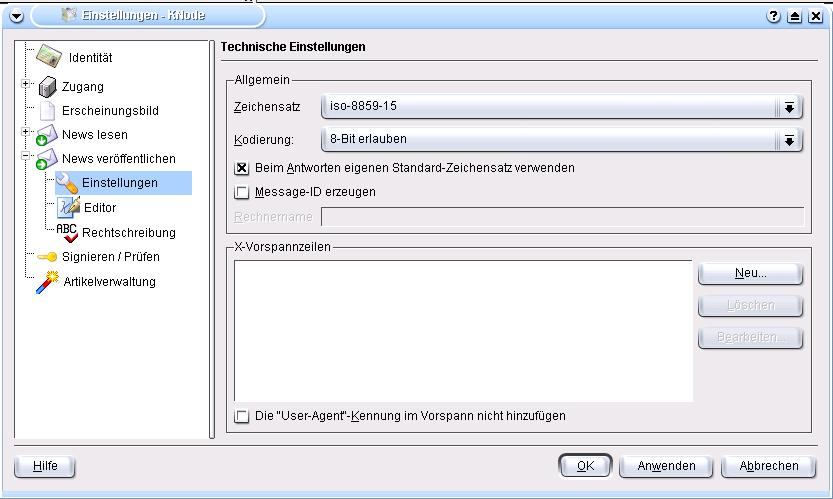 Einstellungen - KNode
Identität
Zugang
Erscheinungsbild
News lesen
News veröffentlichen
Einstellungen
Editor
ABC
Rechtschreibung
Signieren / Prüfen
Artikelverwaltung
Technische Einstellungen
Allgemein
Zeichensatz
iso-8859-15
Kodierung:
8-Bit erlauben
Beim Antworten eigenen Standard-Zeichensatz verwenden
Message-ID erzeugen
Rechnername
X-Vorspannzeilen
Neu...
Löschen
Bearbeiten...
Die "User-Agent"-Kennung im Vorspann nicht hinzufügen
Hilfe
OK
Anwenden
Abbrechen